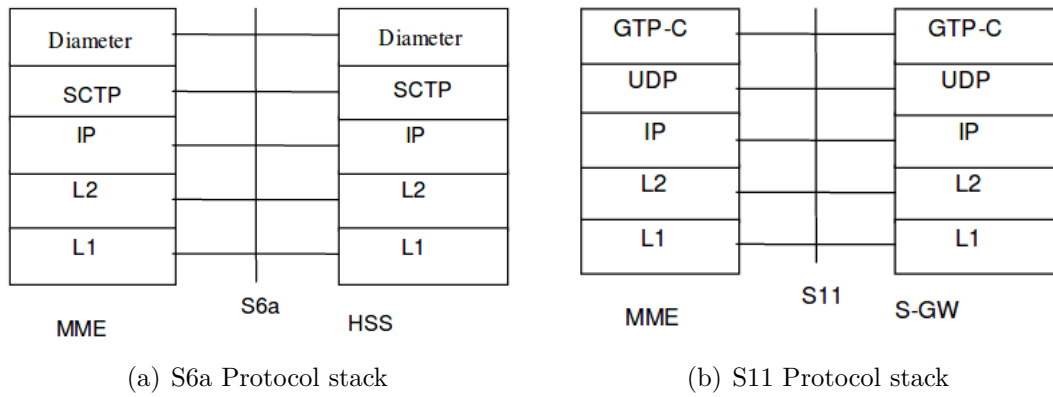 Diameter
SCTP
IP
L2
L1
Diameter
SCTP
IP
L2
L1
S6a
MME
HSS
(a) S6a Protocol stack
GTP-C
UDP
IP
L2
L1
GTP-C
UDP
IP
L2
L1
S11
MME
S-GW
(b) S11 Protocol stack